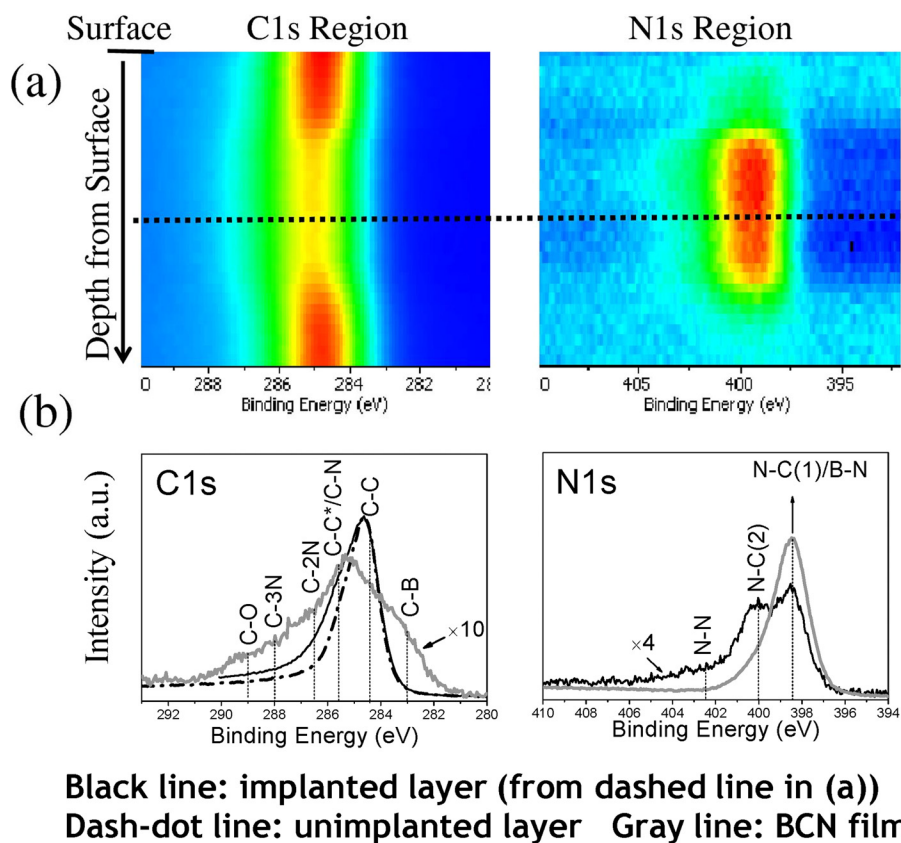 Surface C1s Region N1s Region
(a)
Depth from Surface
0 288 286 284 282 28
Binding Energy (eV)
0 405 400 395
Binding Energy (eV)
(b)
C1s
Intensity (a.u.)
C-O
C-3N
C-2N
C-C*/C-N
C-C
C-B
×10
292 290 288 286 284 282 280
Binding Energy (eV)
N1s
N-C(1)/B-N
N-C(2)
N-N
×4
410 408 406 404 402 400 398 396 394
Binding Energy (eV)
Black line: implanted layer (from dashed line in (a))
Dash-dot line: unimplanted layer Gray line: BCN film